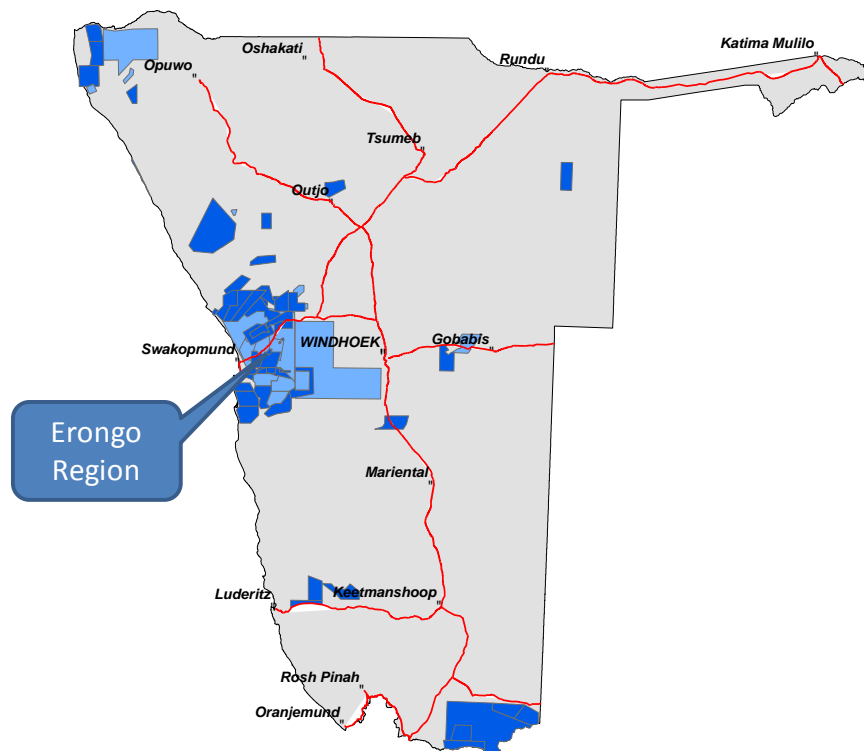 Oshakati
Katima Mulilo
Opuwo
Rundu
Tsumeb
Outjo
Swakopmund
WINDHOEK
Gobabis
Erongo
Region
Mariental
Luderitz
Keetmanshoop
Rosh Pinah
Oranjemund